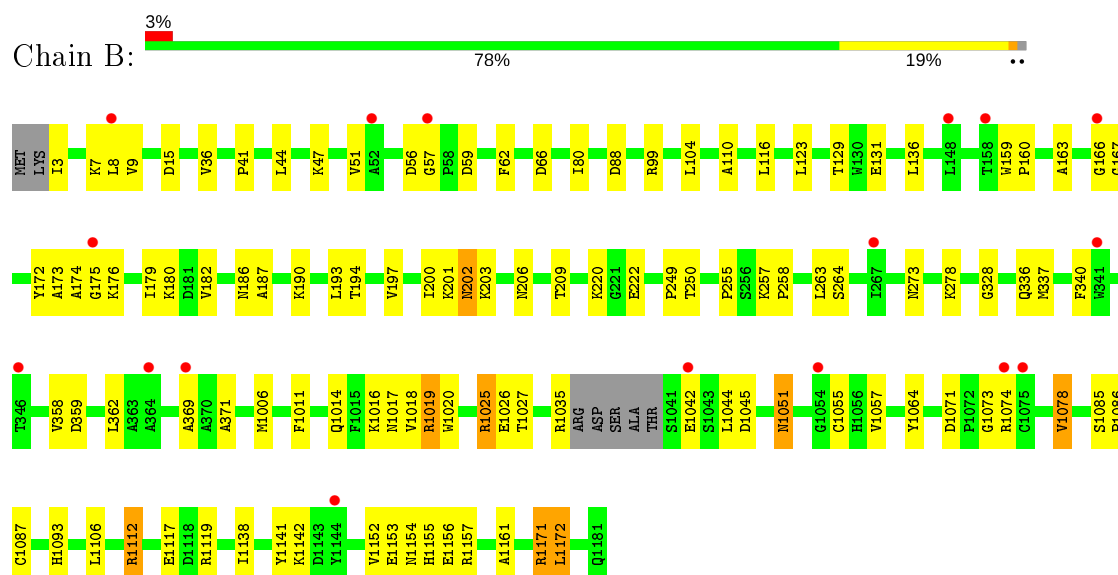 3%
Chain B:
78%
19%
MET LYS I3 K7 L8 V9 D15 V36 P41 L44 K47 V51 A52 D56 G57 P58 D59 F62 D66 I80 D88 R99 L104 A110 L116 L123 T129 W130 E131 L136 L148 T158 W159 P160 A163 G166 G167
Y172 A173 A174 G175 K176 I179 K180 D181 V182 N186 A187 K190 L193 T194 V197 I200 K201 N202 K203 N206 T209 K220 G221 E222 P249 T250 P255 S256 K257 P258 L263 S264 I267 N273 K278 G328 Q336 M337 F340 W341
T346 V358 D359 L362 A363 A364 A369 A370 A371 M1006 F1011 Q1014 F1015 K1016 N1017 V1018 R1019 W1020 R1025 E1026 T1027 R1035 ARG ASP SER ALA THR S1041 E1042 S1043 L1044 D1045 N1051 G1054 C1055 H1056 V1057 Y1064 D1071 P1072 G1073 R1074 C1075 V1078 S1085 P1086
C1087 H1093 L1106 R1112 E1117 D1118 R1119 I1138 Y1141 K1142 D1143 Y1144 V1152 E1153 N1154 H1155 E1156 R1157 A1161 R1171 L1172 Q1181